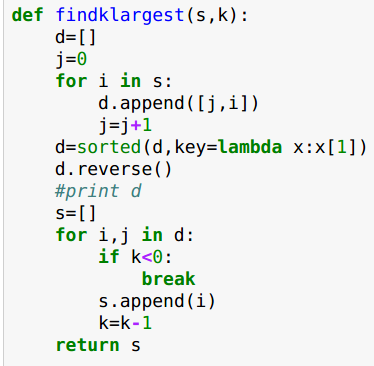 def findklargest(s,k):
    d=[]
    j=0
    for i in s:
        d.append([j,i])
        j=j+1
    d=sorted(d,key=lambda x:x[1])
    d.reverse()
    #print d
    s=[]
    for i,j in d:
        if k<0:
            break
        s.append(i)
        k=k-1
    return s